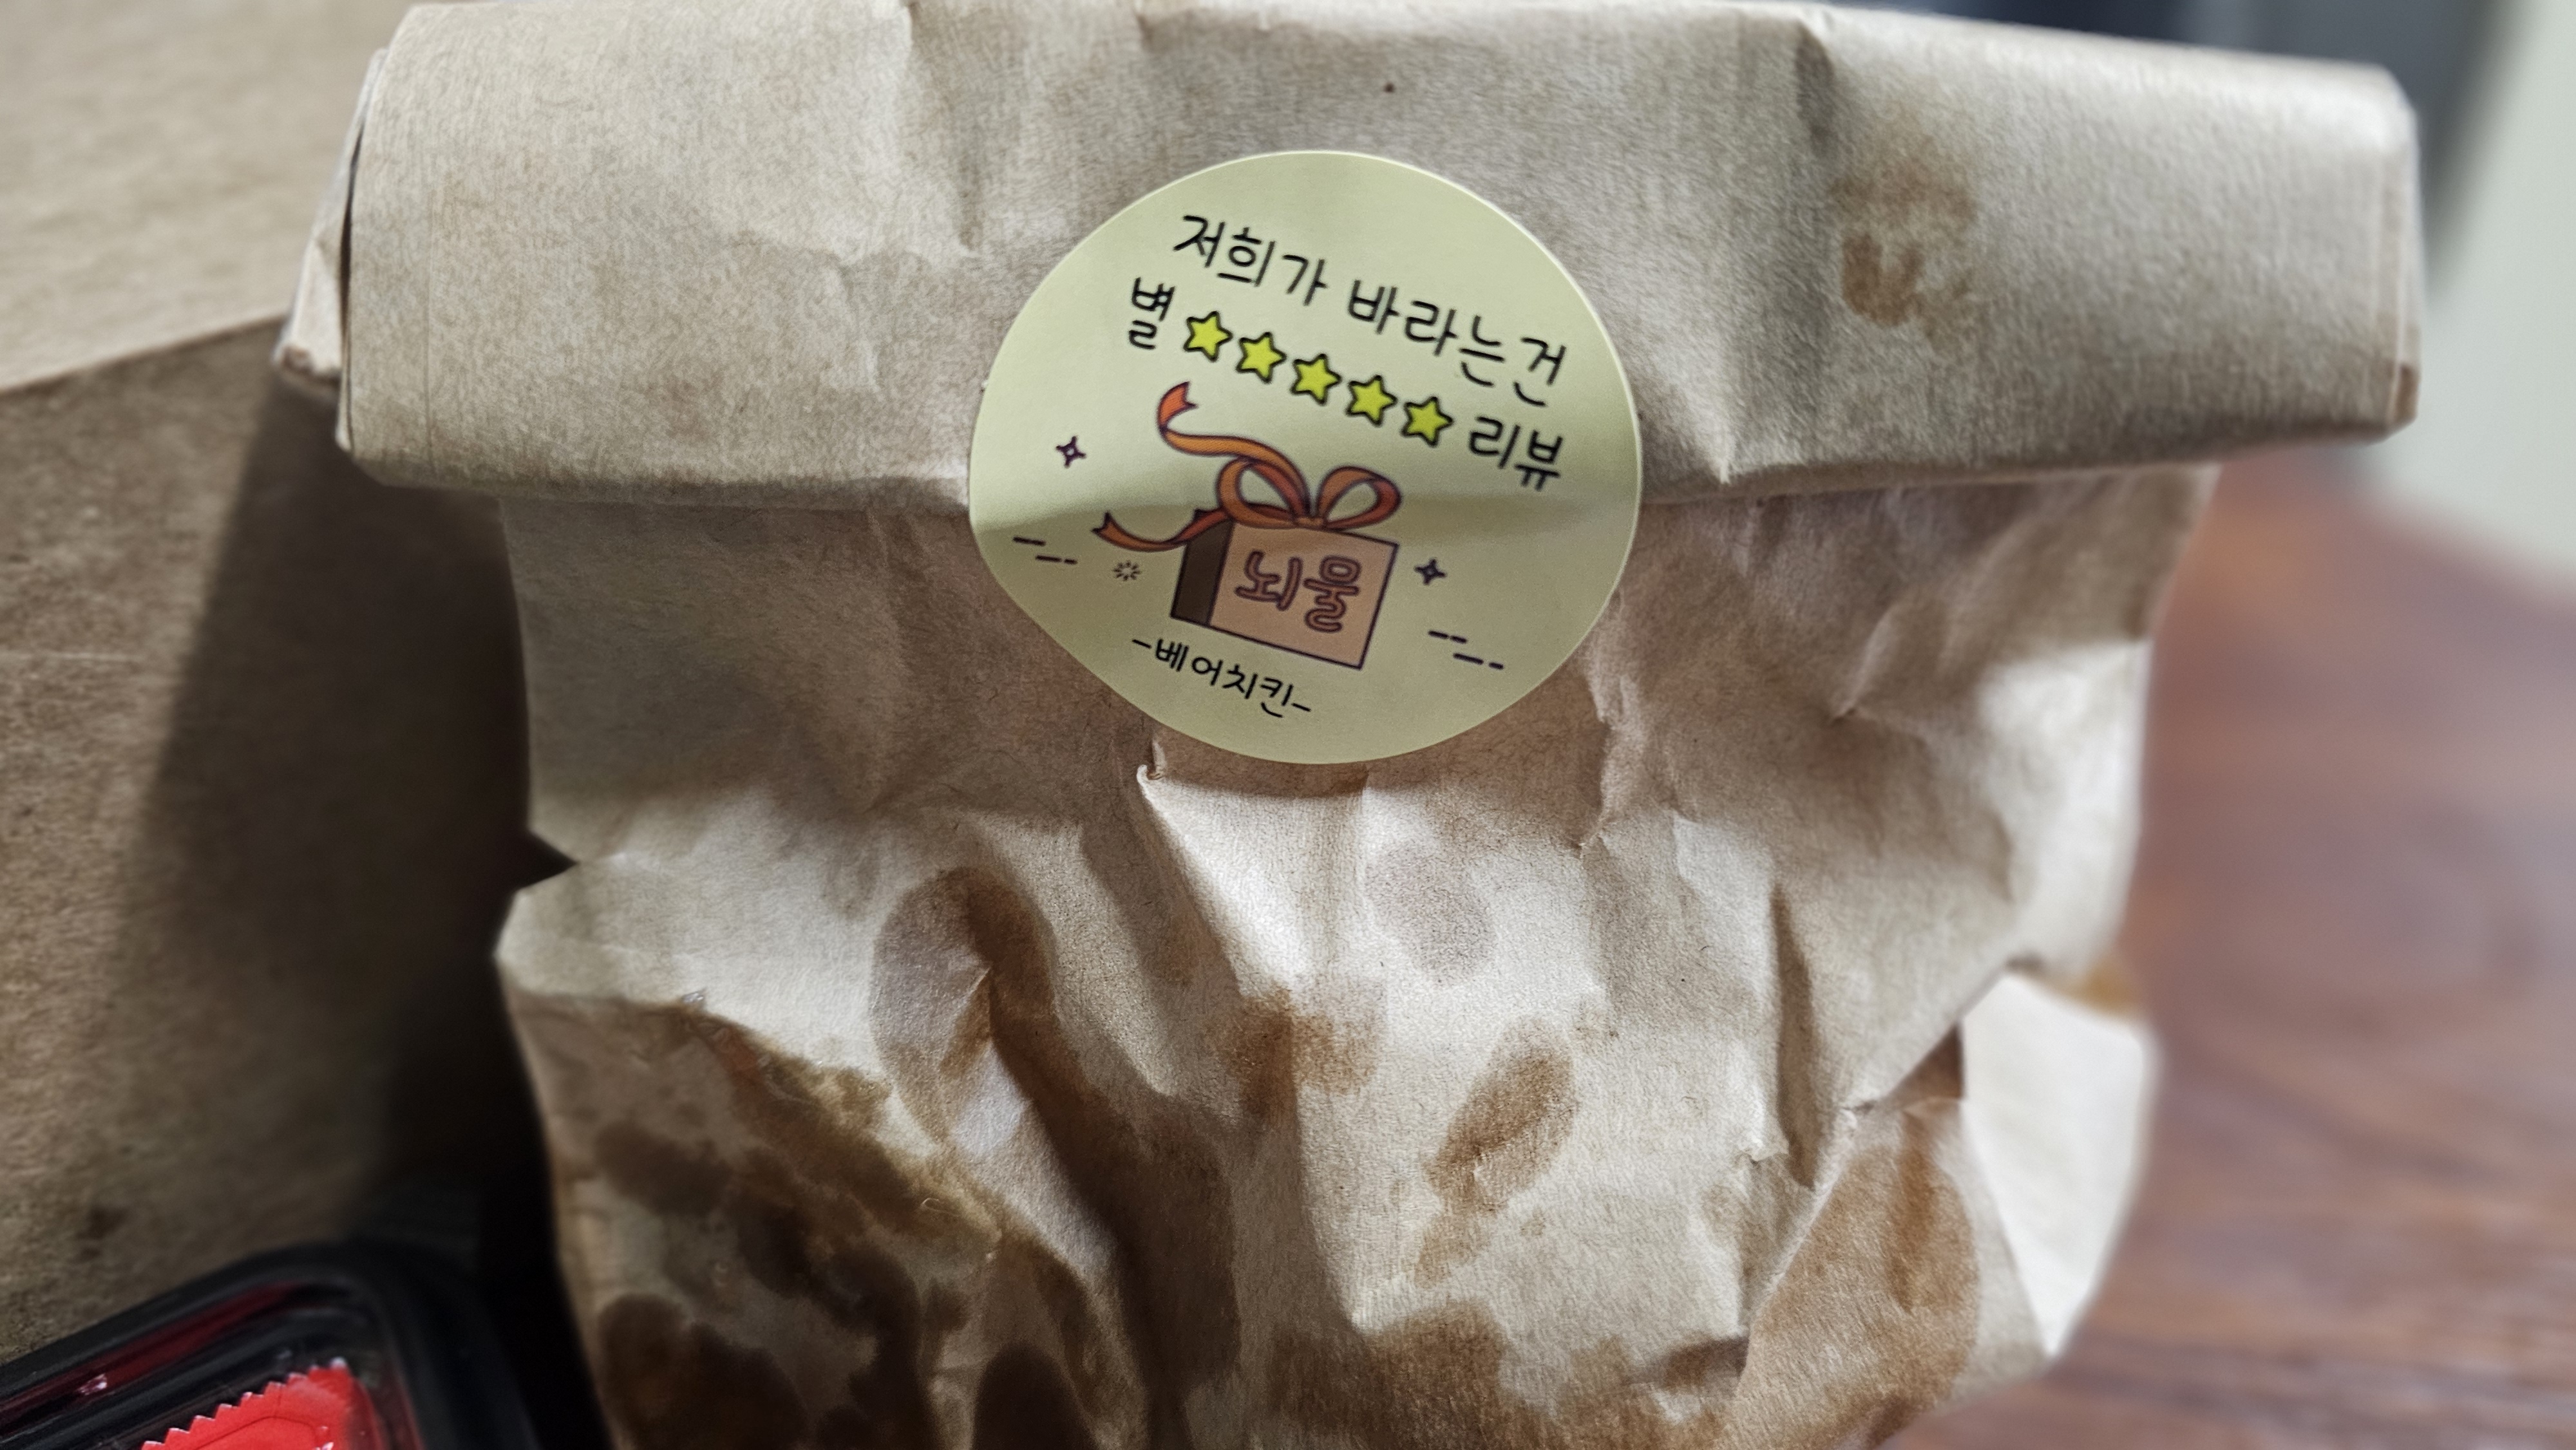 저희가 바라는건
별 ★★★★★ 리뷰
뇌물
-베어치킨-